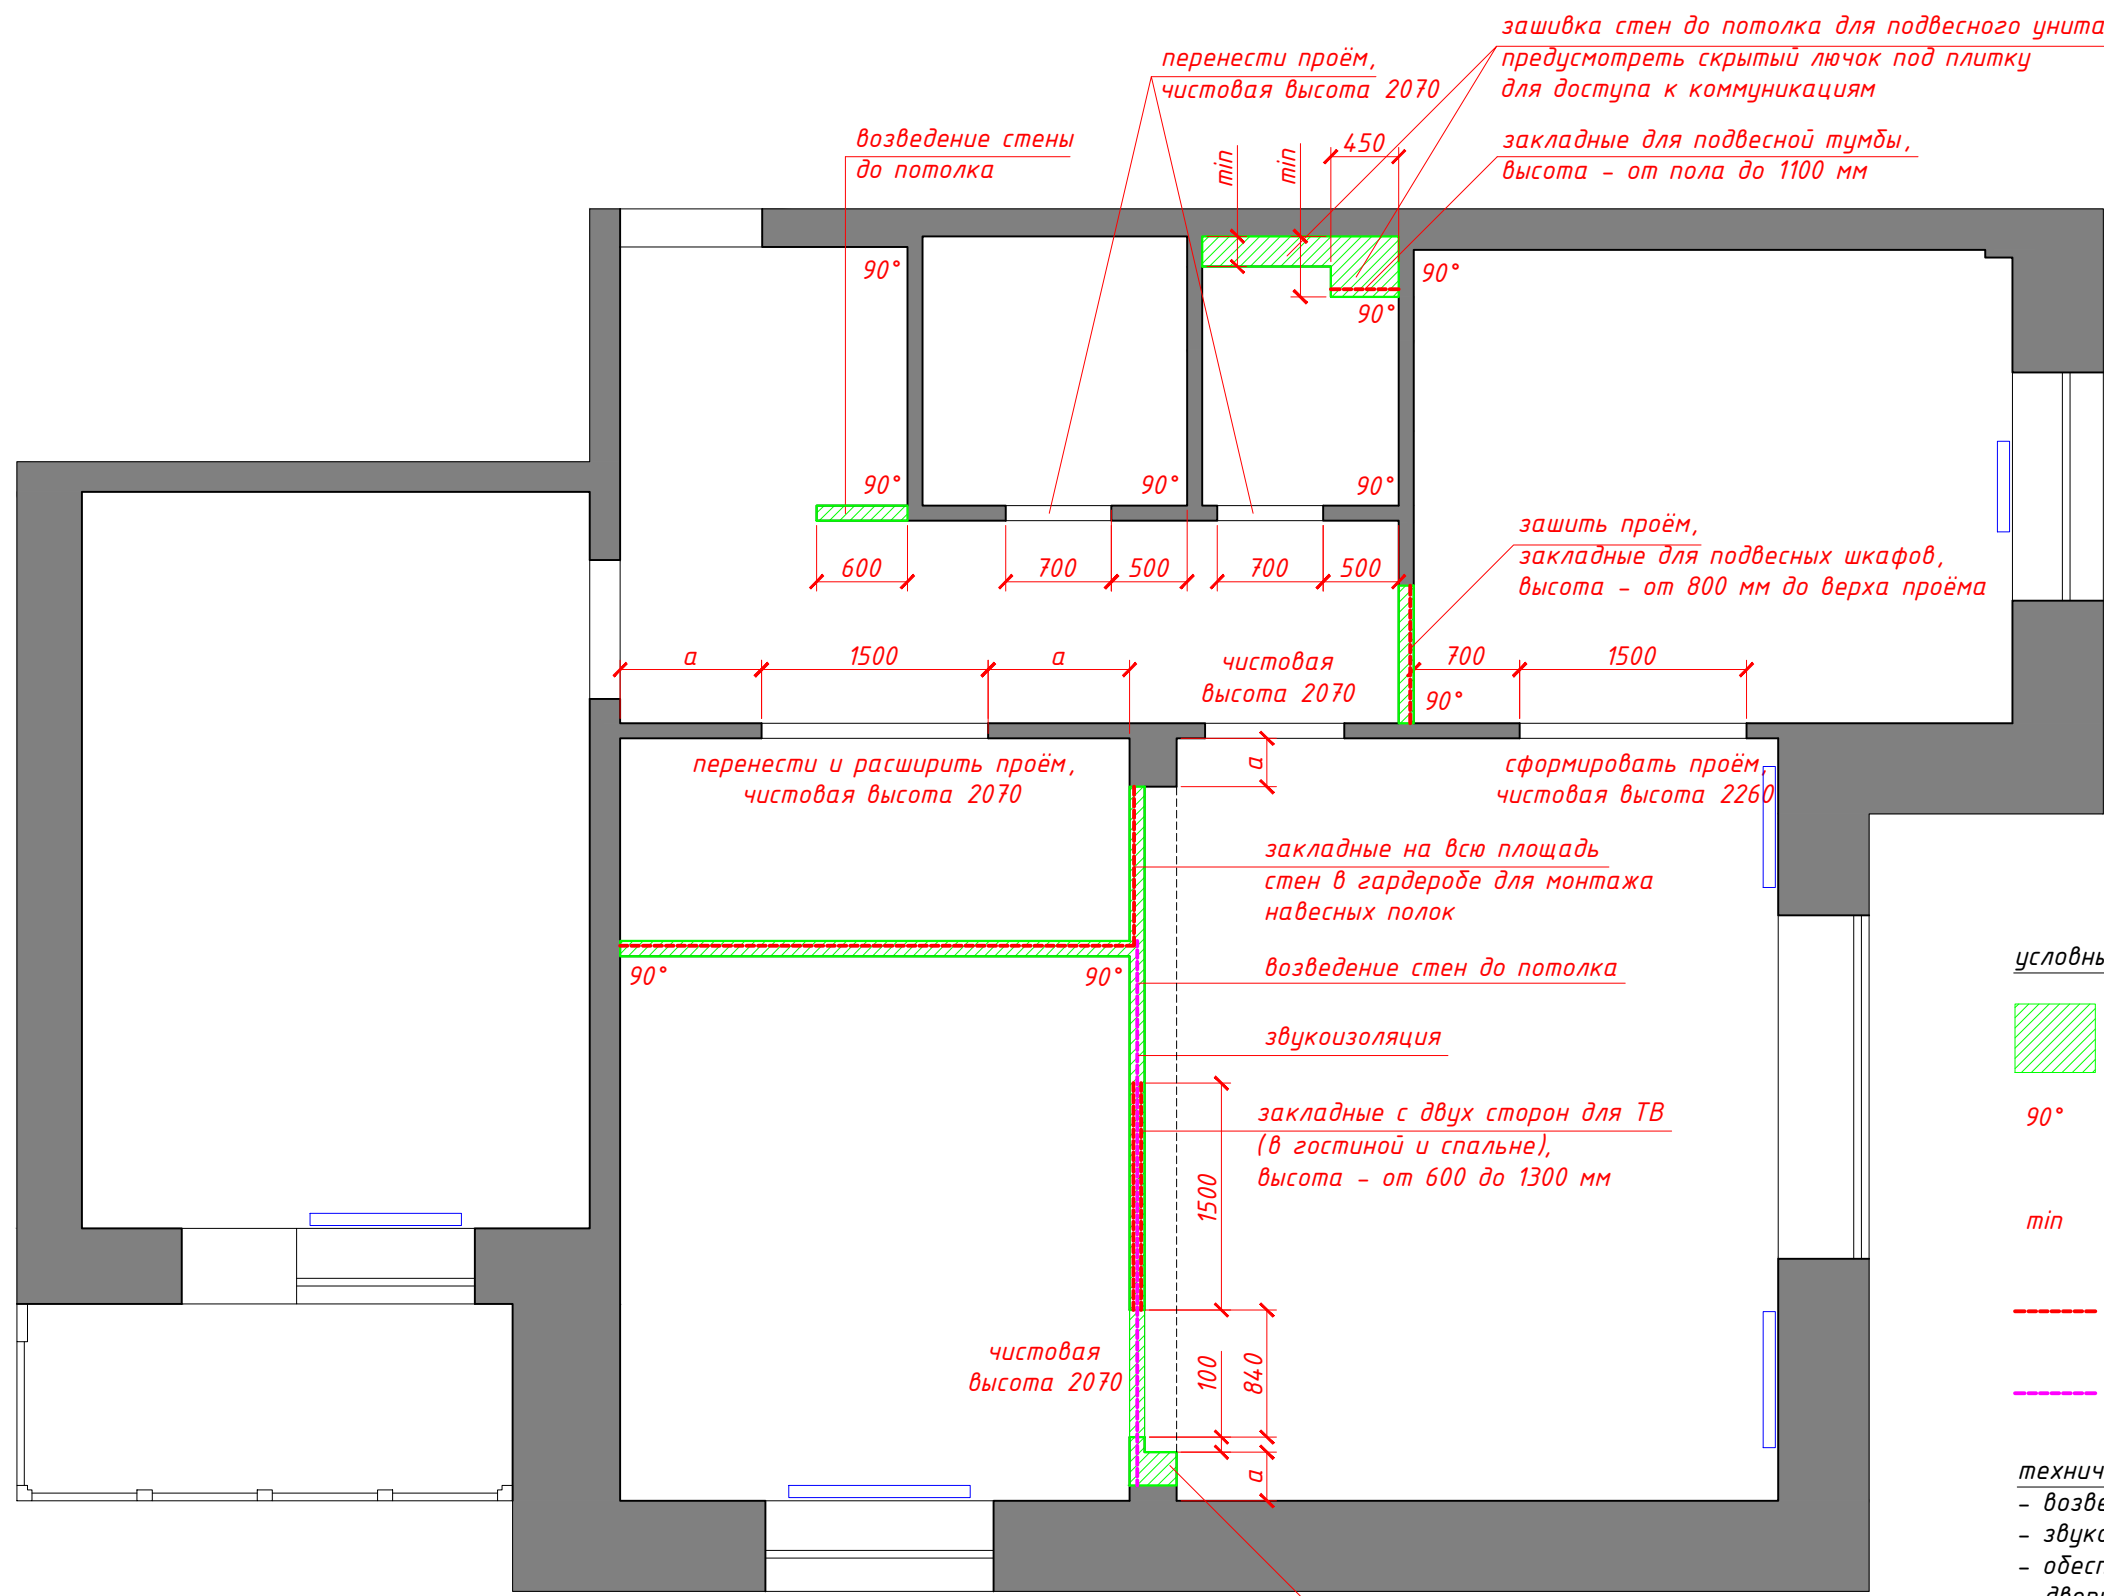 зашивка стен до потолка для подвесного унита
предусмотреть скрытый лючок под плитку
для доступа к коммуникациям
перенести проём,
чистовая высота 2070
возведение стены
до потолка
закладные для подвесной тумбы,
высота - от пола до 1100 мм
min
min
450
90°
90°
90°
90°
90°
90°
зашить проём,
закладные для подвесных шкафов,
высота - от 800 мм до верха проёма
600
700
500
700
500
a
1500
a
чистовая
высота 2070
700
1500
90°
перенести и расширить проём,
чистовая высота 2070
a
сформировать проём,
чистовая высота 2260
закладные на всю площадь
стен в гардеробе для монтажа
навесных полок
90°
90°
возведение стен до потолка
звукоизоляция
закладные с двух сторон для ТВ
(в гостиной и спальне),
высота - от 600 до 1300 мм
1500
чистовая
высота 2070
100
840
a
условны
90°
min
технич
- возве
- звуко
- обесп